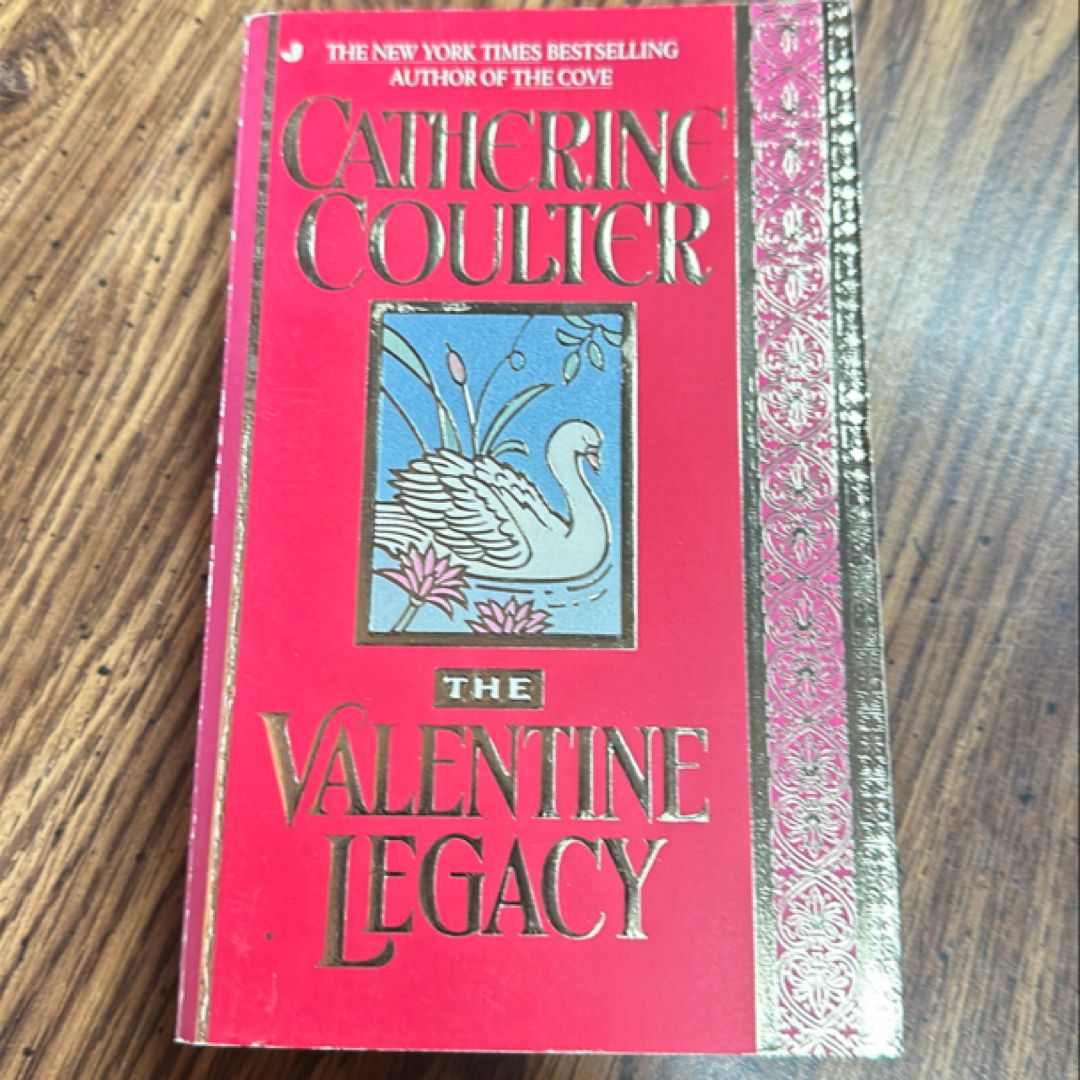 THE NEW YORK TIMES BESTSELLING
AUTHOR OF THE COVE
CATHERINE
COULTER
THE
VALENTINE
LEGACY